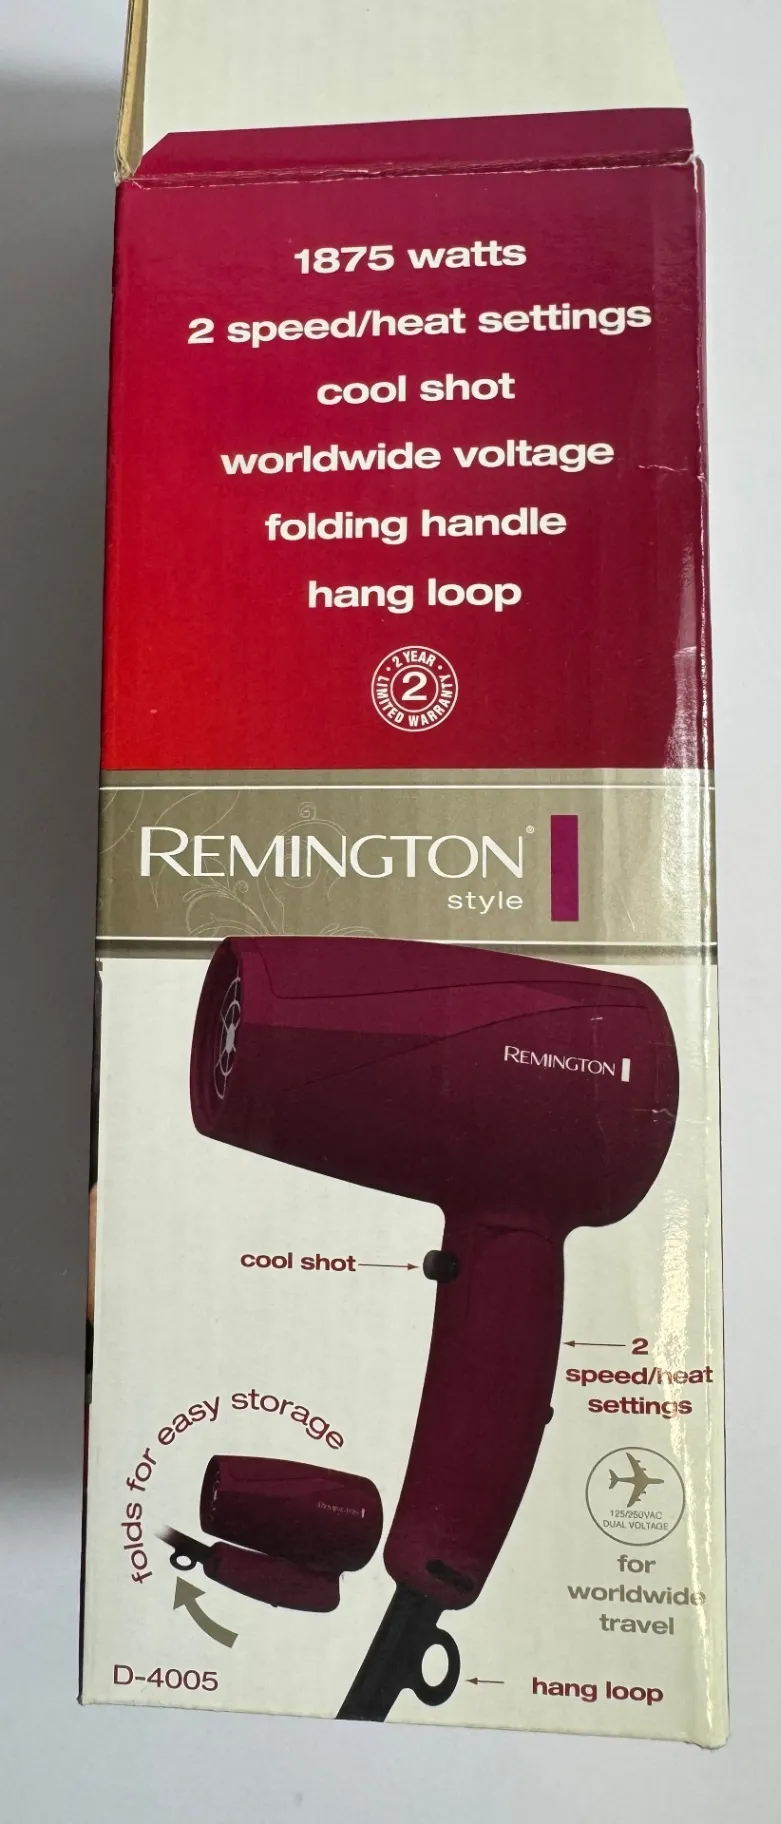 1875 watts
2 speed/heat settings
cool shot
worldwide voltage
folding handle
hang loop
• 2 YEAR •
2
LIMITED WARRANTY
REMINGTON®
style
REMINGTON
cool shot
2
speed/heat
settings
folds for easy storage
REMINGTON
125/250VAC
DUAL VOLTAGE
for
worldwide
travel
D-4005
hang loop